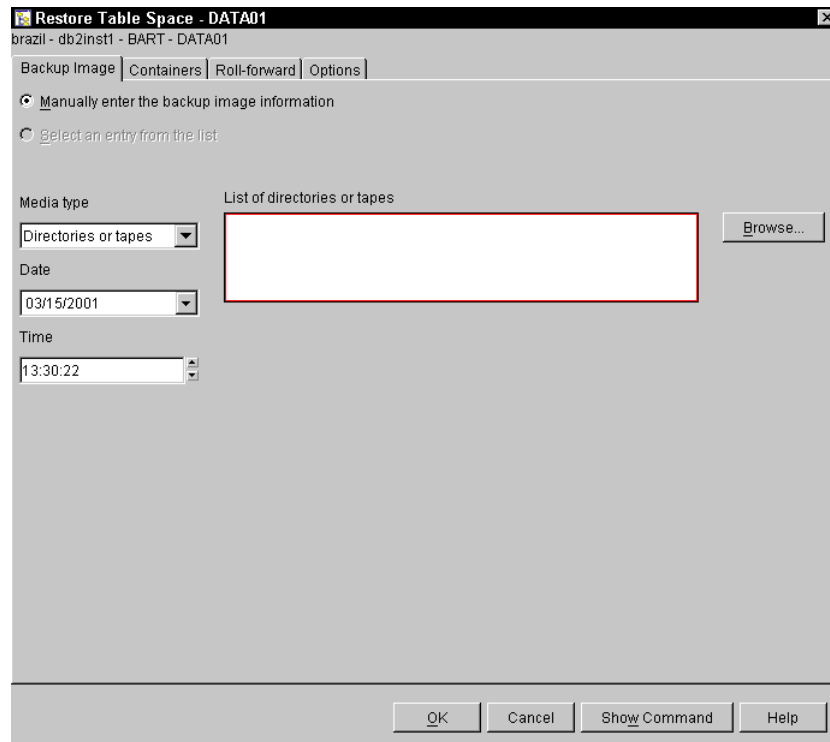 Restore Table Space - DATA01
brazil - db2inst1 - BART - DATA01
Backup Image Containers Roll-forward Options
Manually enter the backup image information
Select an entry from the list
Media type
List of directories or tapes
Directories or tapes
Browse...
Date
03/15/2001
Time
13:30:22
OK Cancel Show Command Help